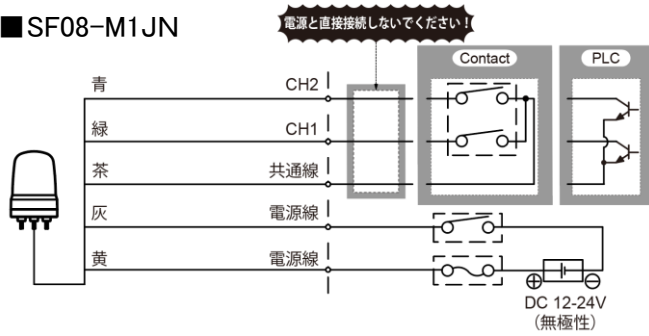 ■SF08-M1JN
電源と直接接続しないでください!
Contact
PLC
青
CH2
緑
CH1
茶
共通線
灰
電源線
黄
電源線
DC 12-24V
(無極性)